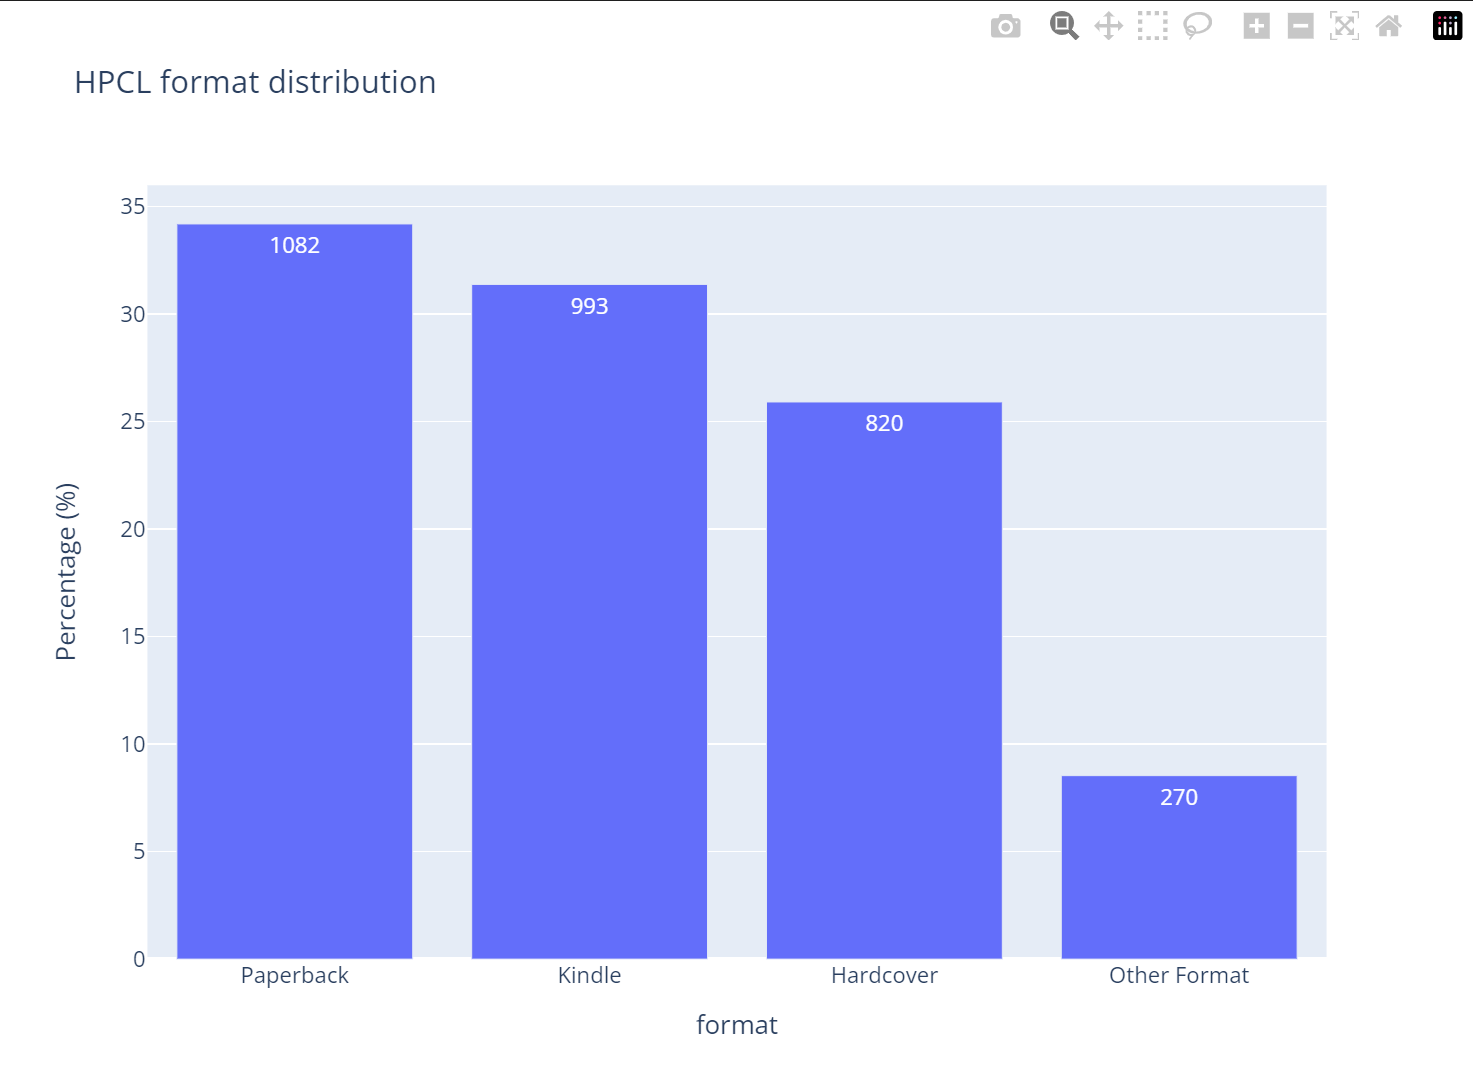 HPCL format distribution
35
30
25
20
15
10
5
0
Percentage (%)
1082
993
820
270
Paperback
Kindle
Hardcover
Other Format
format